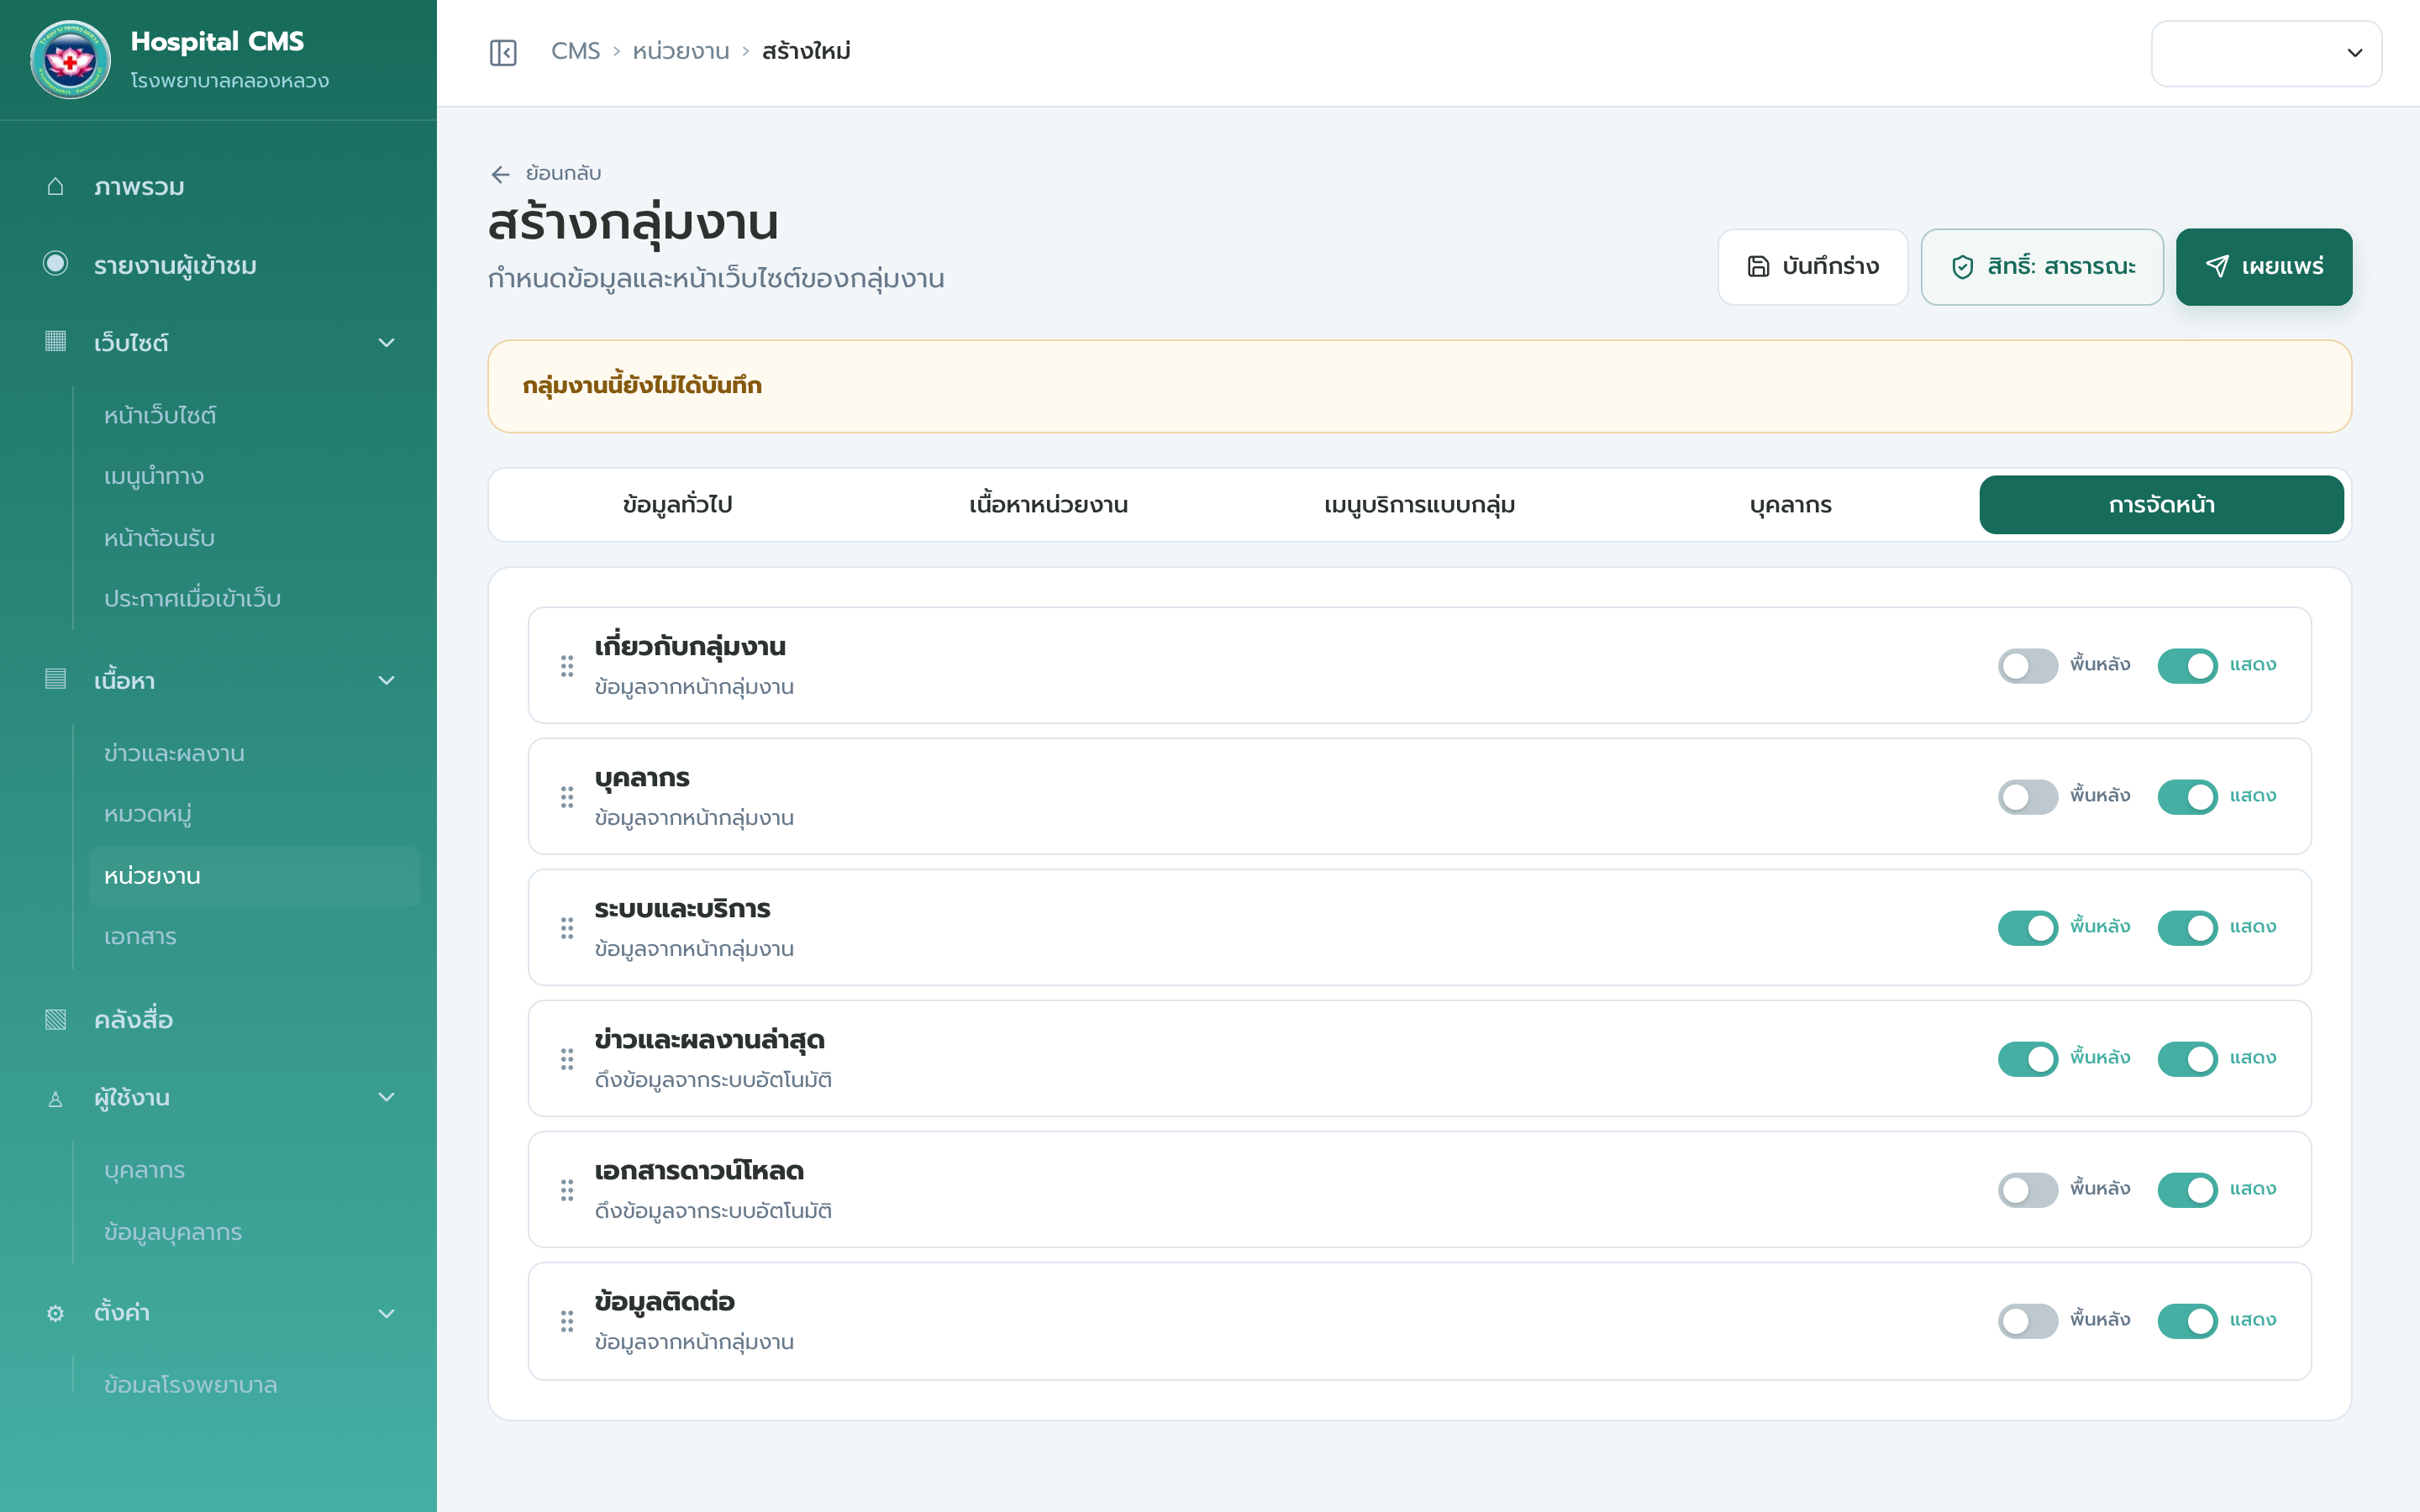 Hospital CMS
โรงพยาบาลคลองหลวง
ภาพรวม
รายงานผู้เข้าชม
เว็บไซต์
หน้าเว็บไซต์
เมนูนำทาง
หน้าต้อนรับ
ประกาศเมื่อเข้าเว็บ
เนื้อหา
ข่าวและผลงาน
หมวดหมู่
หน่วยงาน
เอกสาร
คลังสื่อ
ผู้ใช้งาน
บุคลากร
ข้อมูลบุคลากร
ตั้งค่า
ข้อมูลโรงพยาบาล
CMS › หน่วยงาน › สร้างใหม่
ย้อนกลับ
สร้างกลุ่มงาน
กำหนดข้อมูลและหน้าเว็บไซต์ของกลุ่มงาน
บันทึกร่าง
สิทธิ์: สาธารณะ
เผยแพร่
กลุ่มงานนี้ยังไม่ได้บันทึก
ข้อมูลทั่วไป
เนื้อหาหน่วยงาน
เมนูบริการแบบกลุ่ม
บุคลากร
การจัดหน้า
เกี่ยวกับกลุ่มงาน
ข้อมูลจากหน้ากลุ่มงาน
พื้นหลัง
แสดง
บุคลากร
ข้อมูลจากหน้ากลุ่มงาน
พื้นหลัง
แสดง
ระบบและบริการ
ข้อมูลจากหน้ากลุ่มงาน
พื้นหลัง
แสดง
ข่าวและผลงานล่าสุด
ดึงข้อมูลจากระบบอัตโนมัติ
พื้นหลัง
แสดง
เอกสารดาวน์โหลด
ดึงข้อมูลจากระบบอัตโนมัติ
พื้นหลัง
แสดง
ข้อมูลติดต่อ
ข้อมูลจากหน้ากลุ่มงาน
พื้นหลัง
แสดง